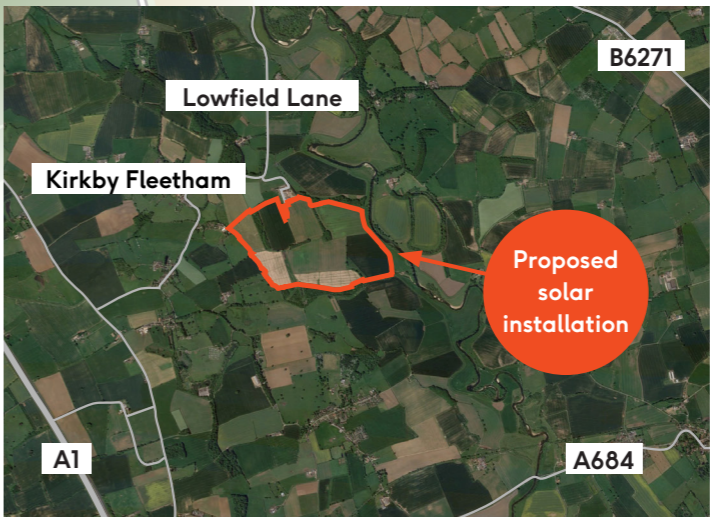 B6271
Lowfield Lane
Kirkby Fleetham
Proposed
solar
installation
A1
A684